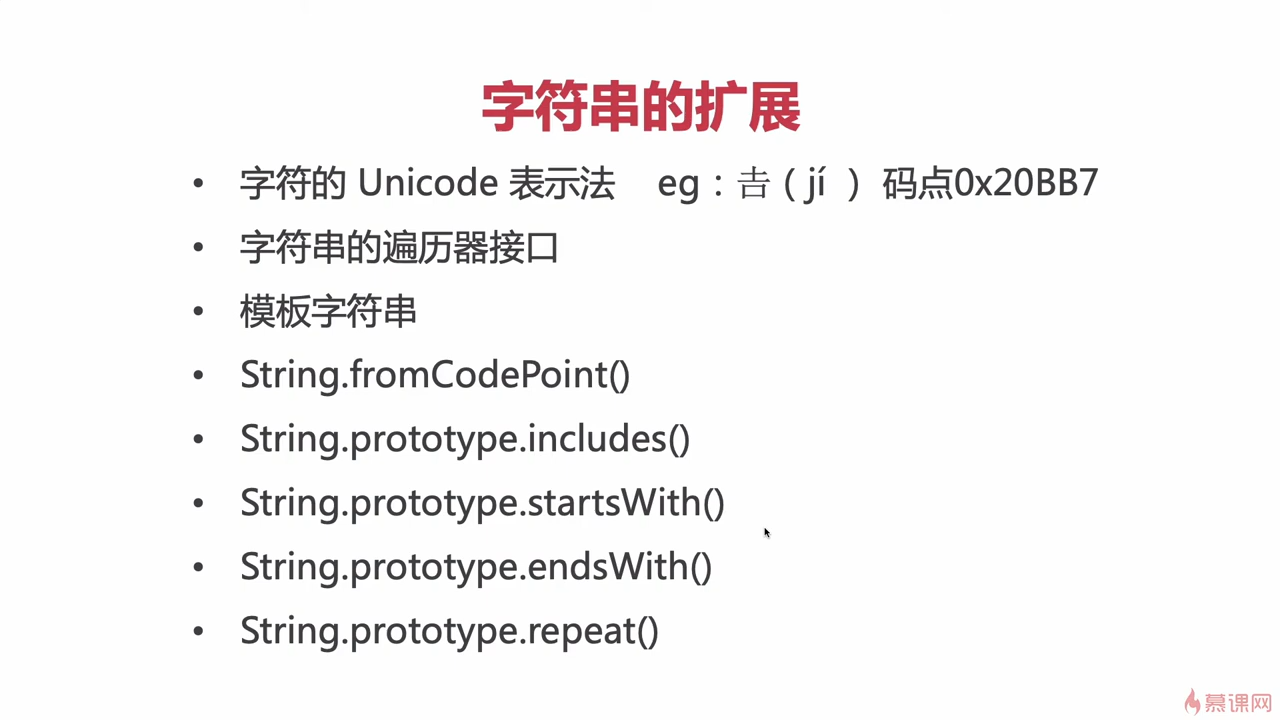 字符串的扩展
• 字符的 Unicode 表示法 eg：𠮷（jí ） 码点0x20BB7
• 字符串的遍历器接口
• 模板字符串
• String.fromCodePoint()
• String.prototype.includes()
• String.prototype.startsWith()
• String.prototype.endsWith()
• String.prototype.repeat()
慕课网